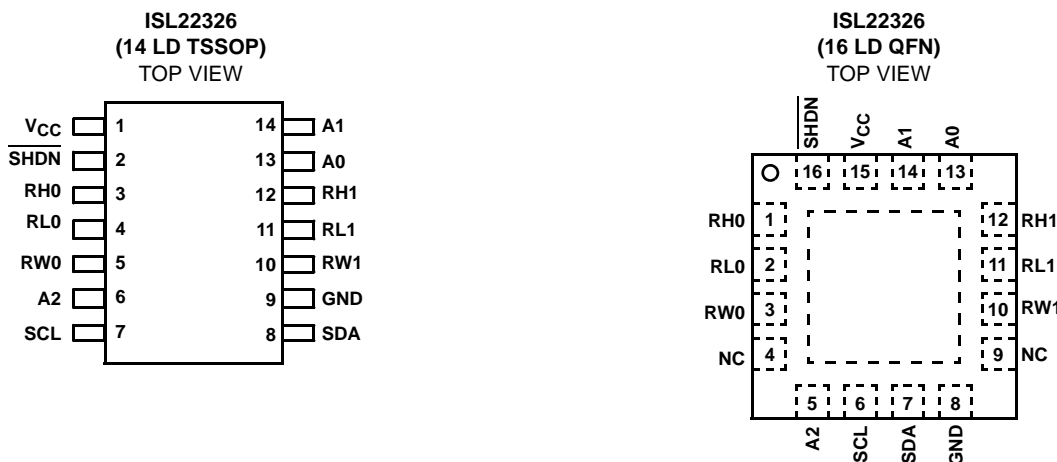 ISL22326
(14 LD TSSOP)
TOP VIEW
VCC 1 14 A1
SHDN 2 13 A0
RH0 3 12 RH1
RL0 4 11 RL1
RW0 5 10 RW1
A2 6 9 GND
SCL 7 8 SDA
ISL22326
(16 LD QFN)
TOP VIEW
SHDN VCC A1 A0
16 15 14 13
RH0 1 12 RH1
RL0 2 11 RL1
RW0 3 10 RW1
NC 4 9 NC
5 6 7 8
A2 SCL SDA GND